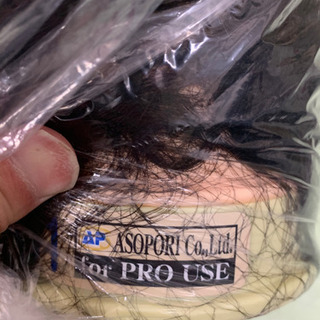 AP ASOPORI Co., Ltd.
for PRO USE